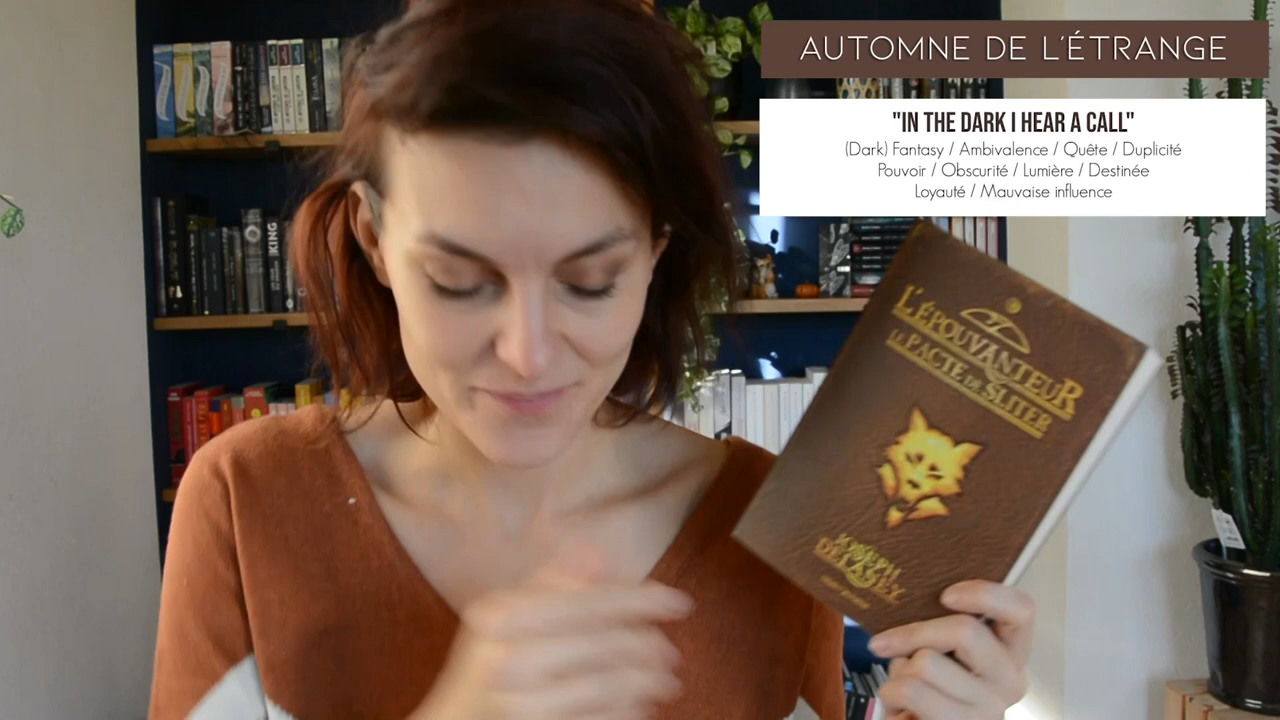 AUTOMNE DE L'ÉTRANGE
"IN THE DARK I HEAR A CALL"
(Dark) Fantasy / Ambivalence / Quête / Duplicité
Pouvoir / Obscurité / Lumière / Destinée
Loyauté / Mauvaise influence
KING
L'ÉPOUVANTEUR
LE PACTE DE SLITER
JOSEPH
DELANEY